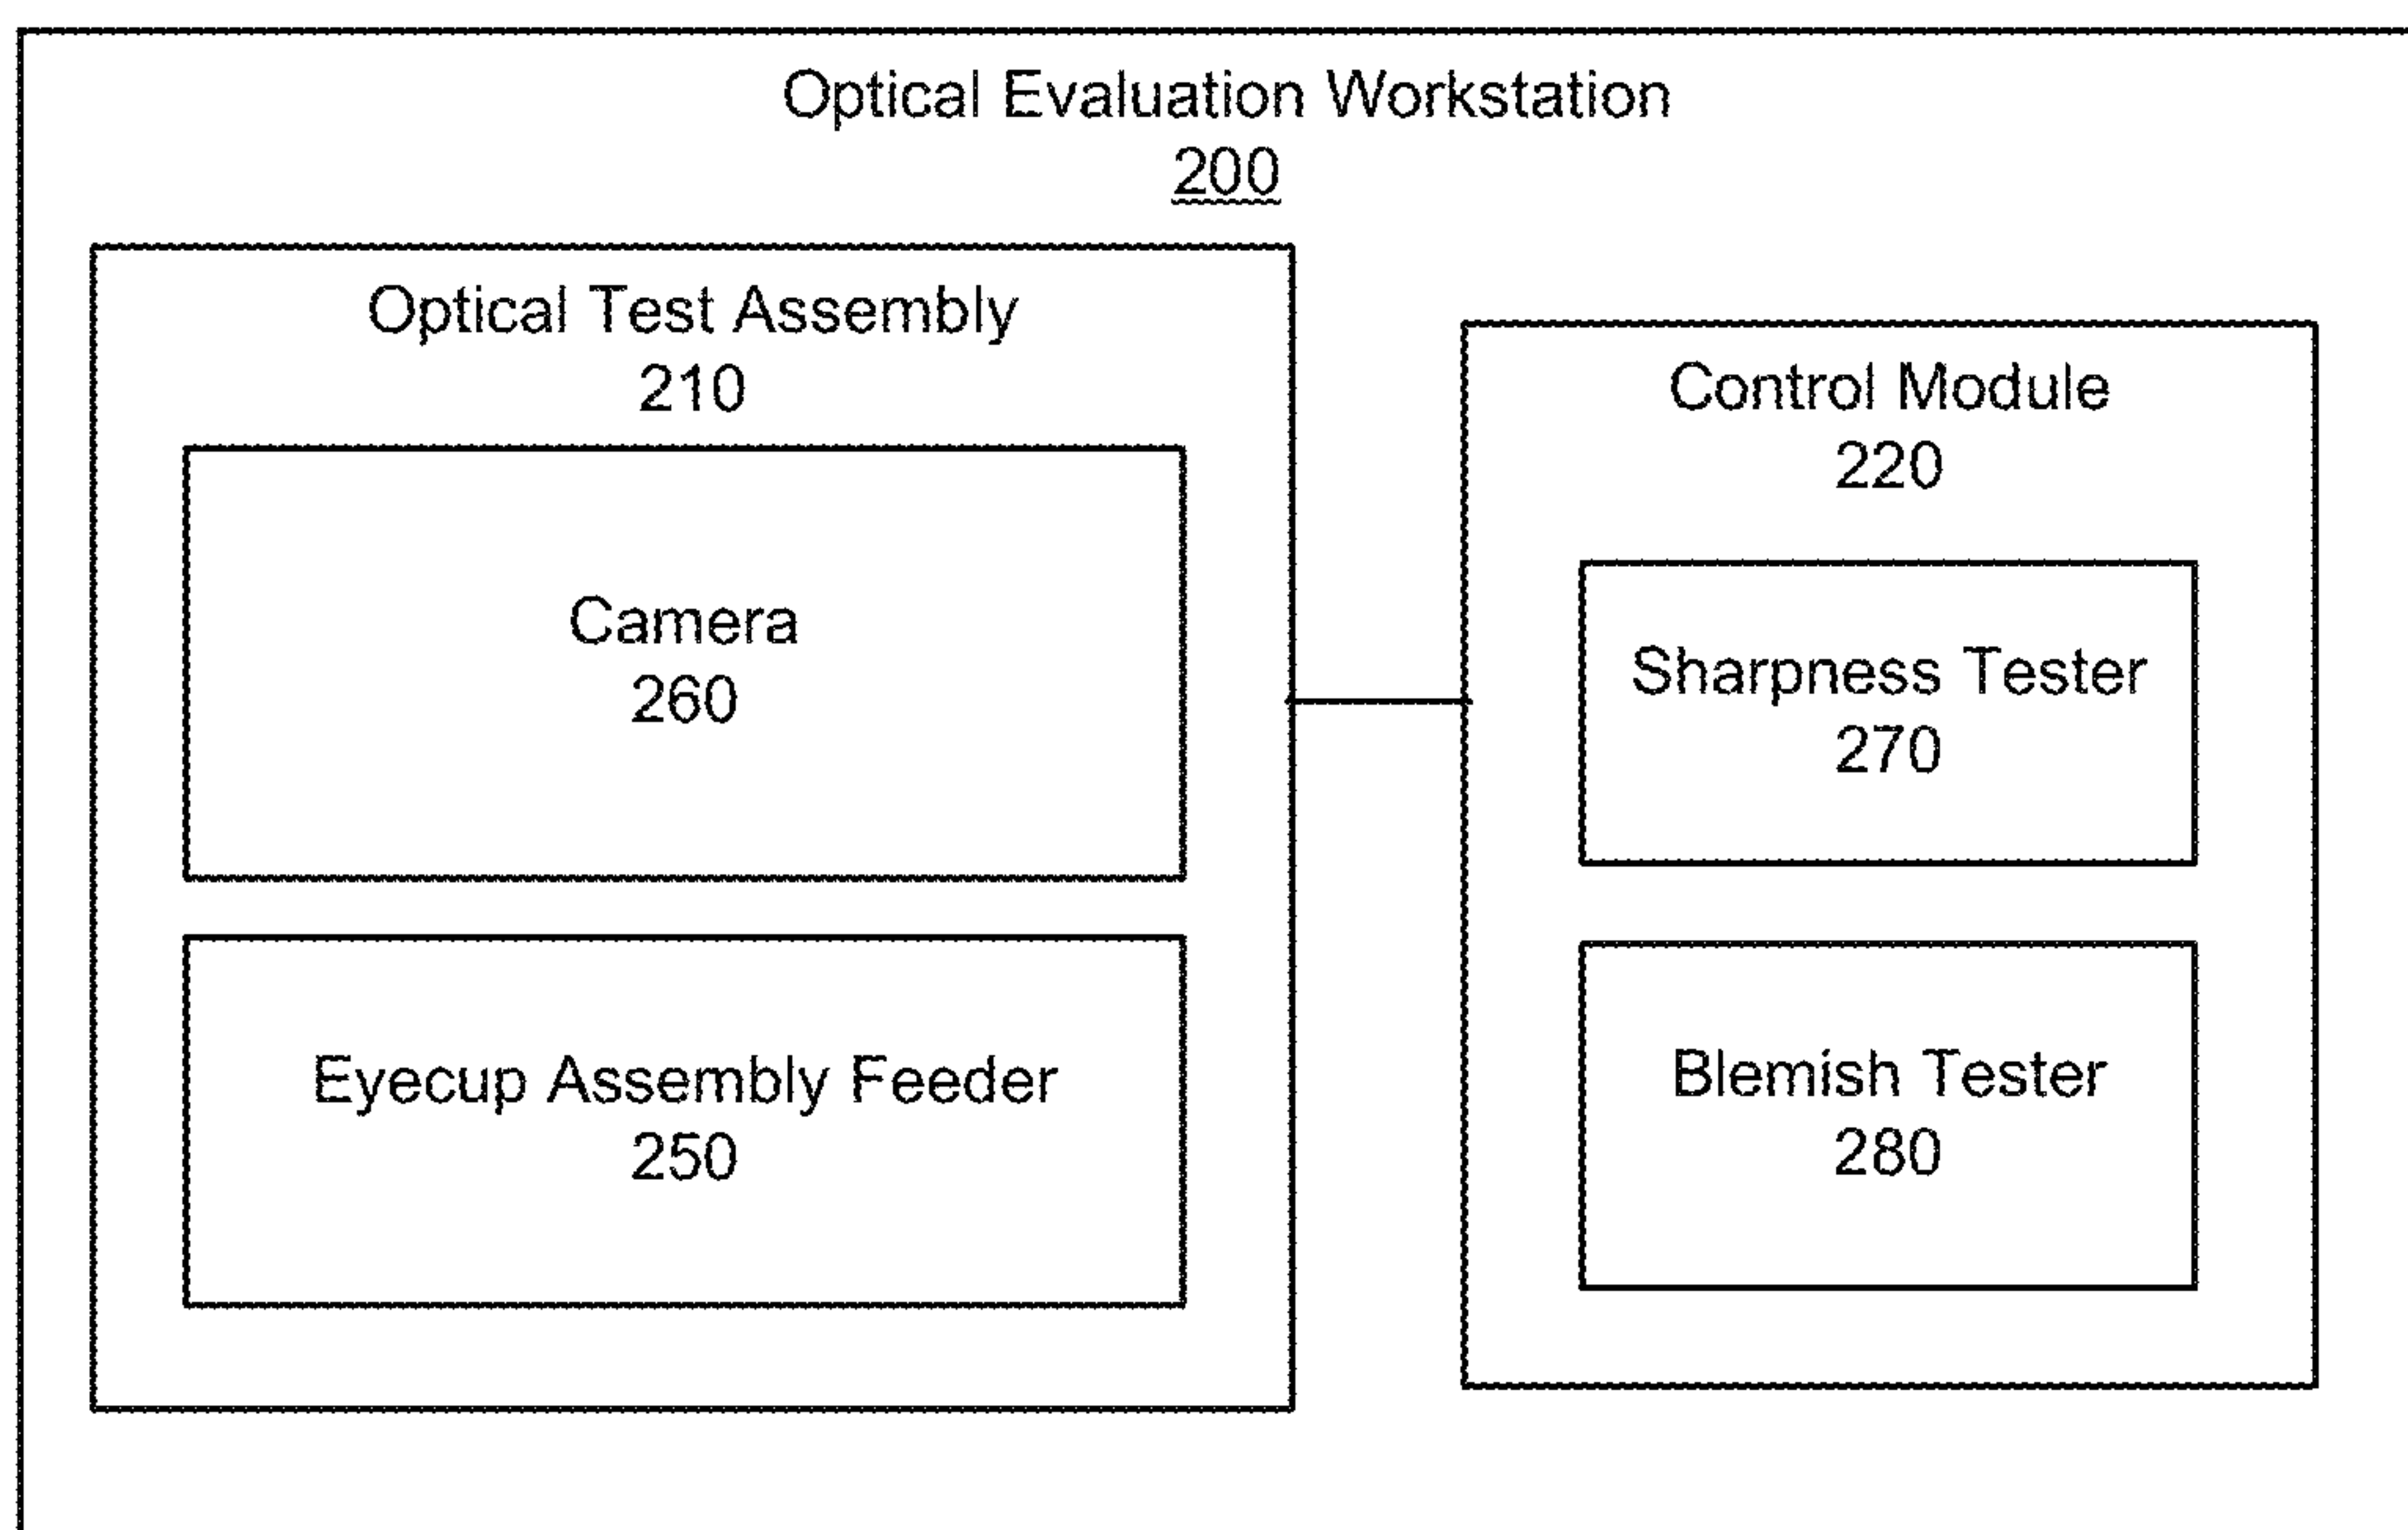 Optical Evaluation Workstation
200
Optical Test Assembly
210
Camera
260
Eyecup Assembly Feeder
250
Control Module
220
Sharpness Tester
270
Blemish Tester
280